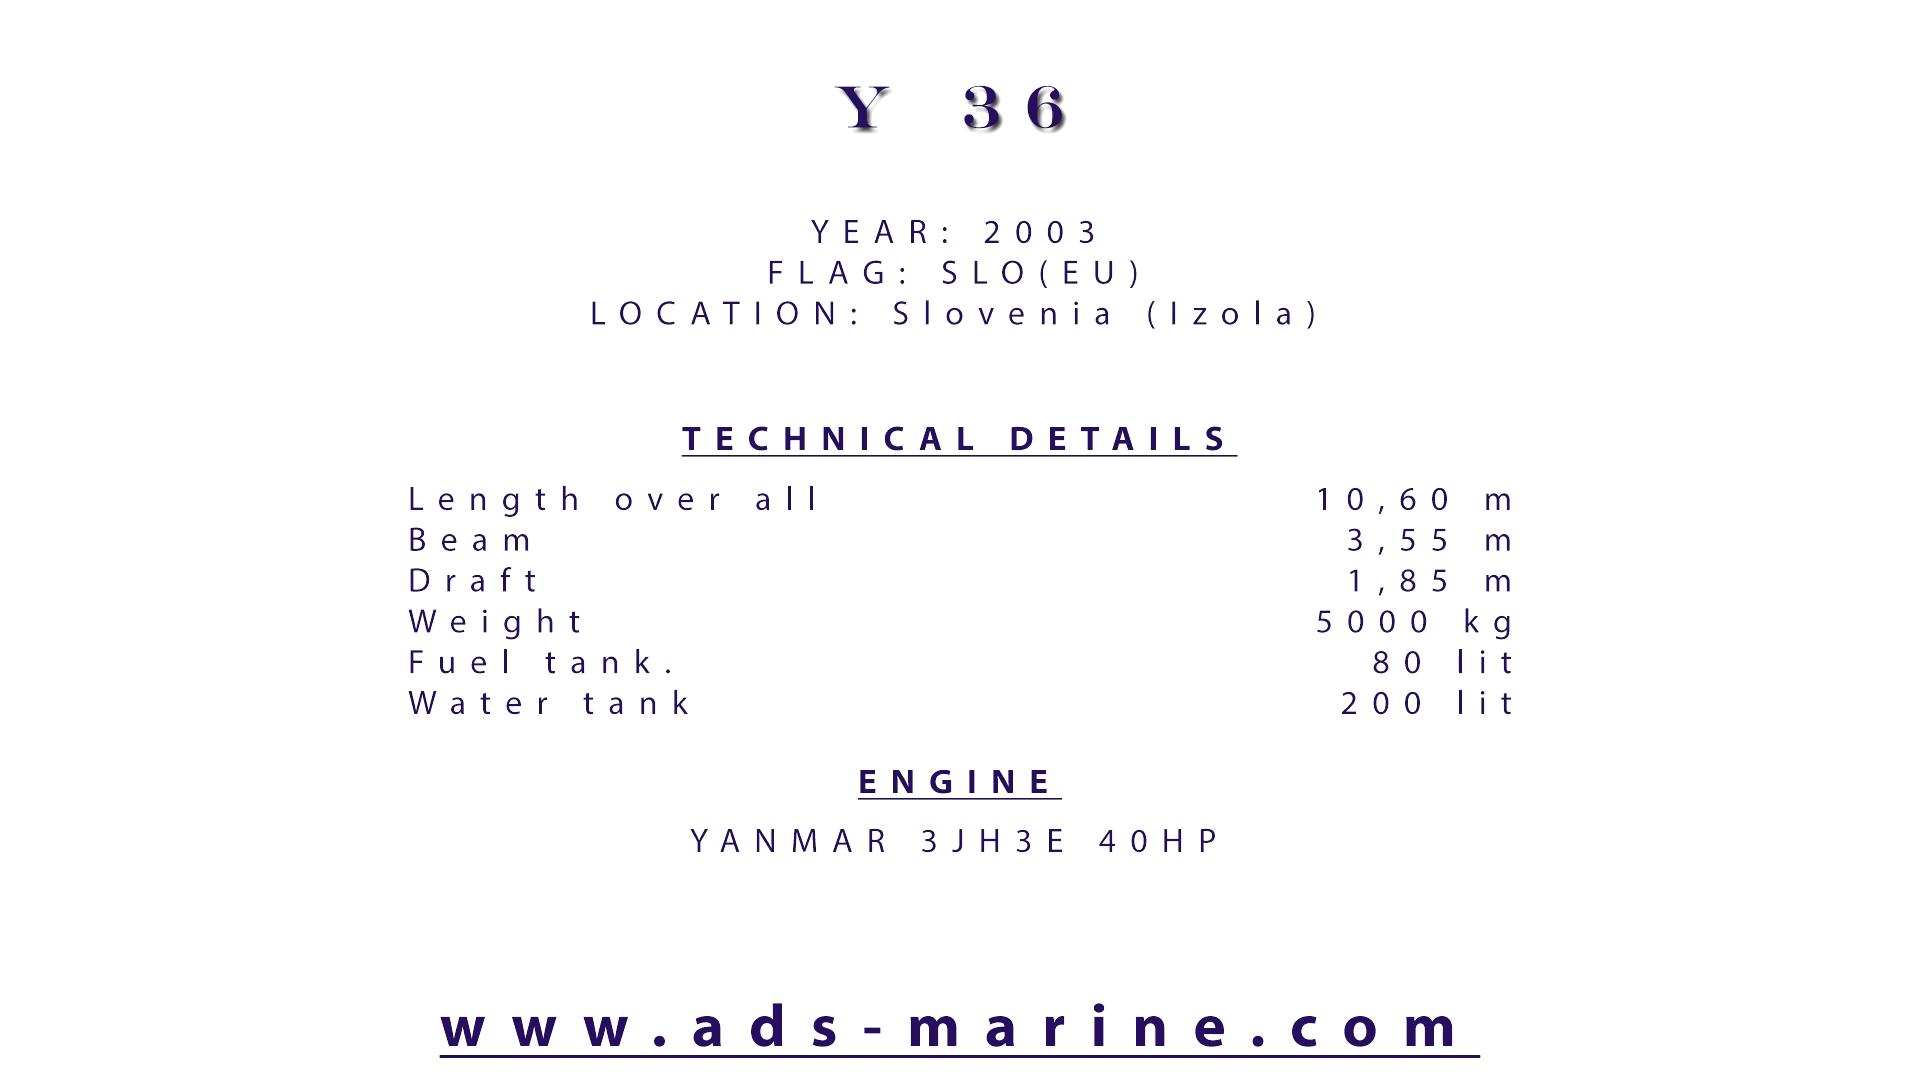 Y 36
YEAR: 2003
FLAG: SLO(EU)
LOCATION: Slovenia (Izola)
TECHNICAL DETAILS
Length over all 10,60 m
Beam 3,55 m
Draft 1,85 m
Weight 5000 kg
Fuel tank. 80 lit
Water tank 200 lit
ENGINE
YANMAR 3JH3E 40HP
www.ads-marine.com